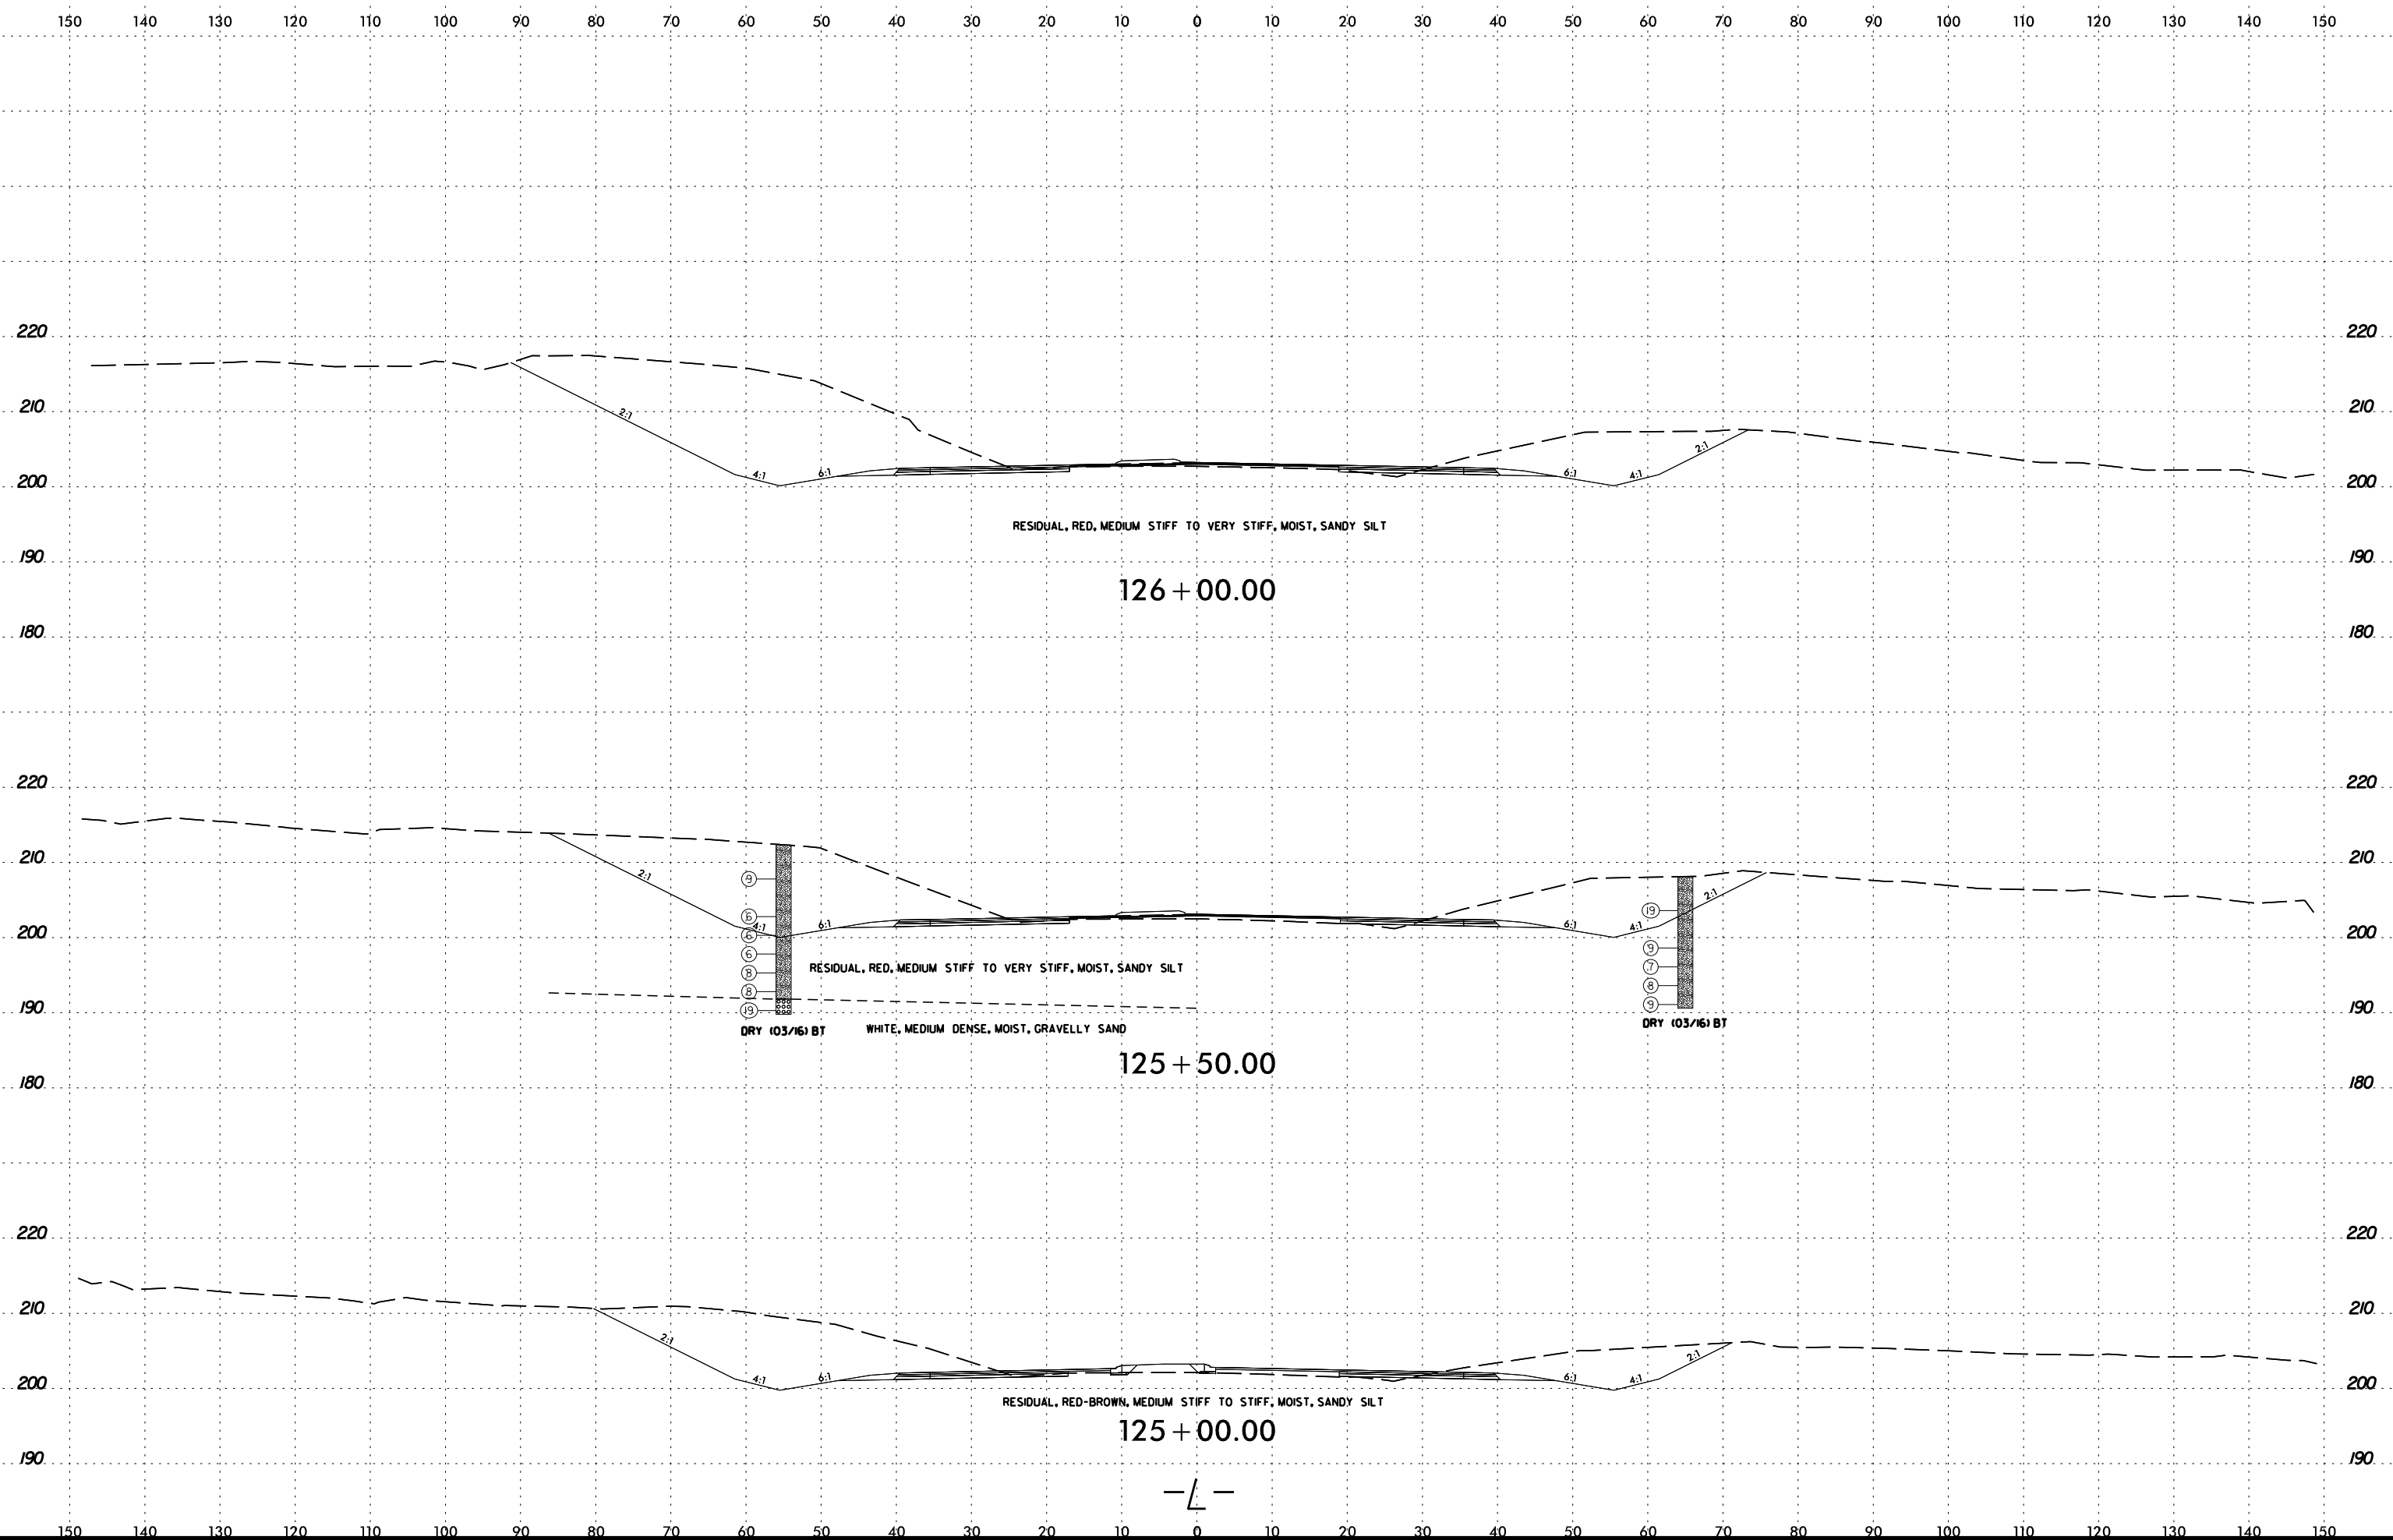 150 140 130 120 110 100 90 80 70 60 50 40 30 20 10 0 10 20 30 40 50 60 70 80 90 100 110 120 130 140 150
220 220
210 2:1 210
2:1
200 4:1 6:1 6:1 4:1 200
RESIDUAL, RED, MEDIUM STIFF TO VERY STIFF, MOIST, SANDY SILT
190 190
126+00.00
180 180
220 220
210 210
2:1 9 2:1
19
6 4:1 6:1 6:1 4:1
200 6 200
6 9
8 RESIDUAL, RED, MEDIUM STIFF TO VERY STIFF, MOIST, SANDY SILT 7
8 8
190 19 9 190
DRY (03/16) BT WHITE, MEDIUM DENSE, MOIST, GRAVELLY SAND DRY (03/16) BT
125+50.00
180 180
220 220
210 210
2:1 2:1
200 4:1 6:1 6:1 4:1 200
RESIDUAL, RED-BROWN, MEDIUM STIFF TO STIFF, MOIST, SANDY SILT
125+00.00
190 190
-L-
150 140 130 120 110 100 90 80 70 60 50 40 30 20 10 0 10 20 30 40 50 60 70 80 90 100 110 120 130 140 150